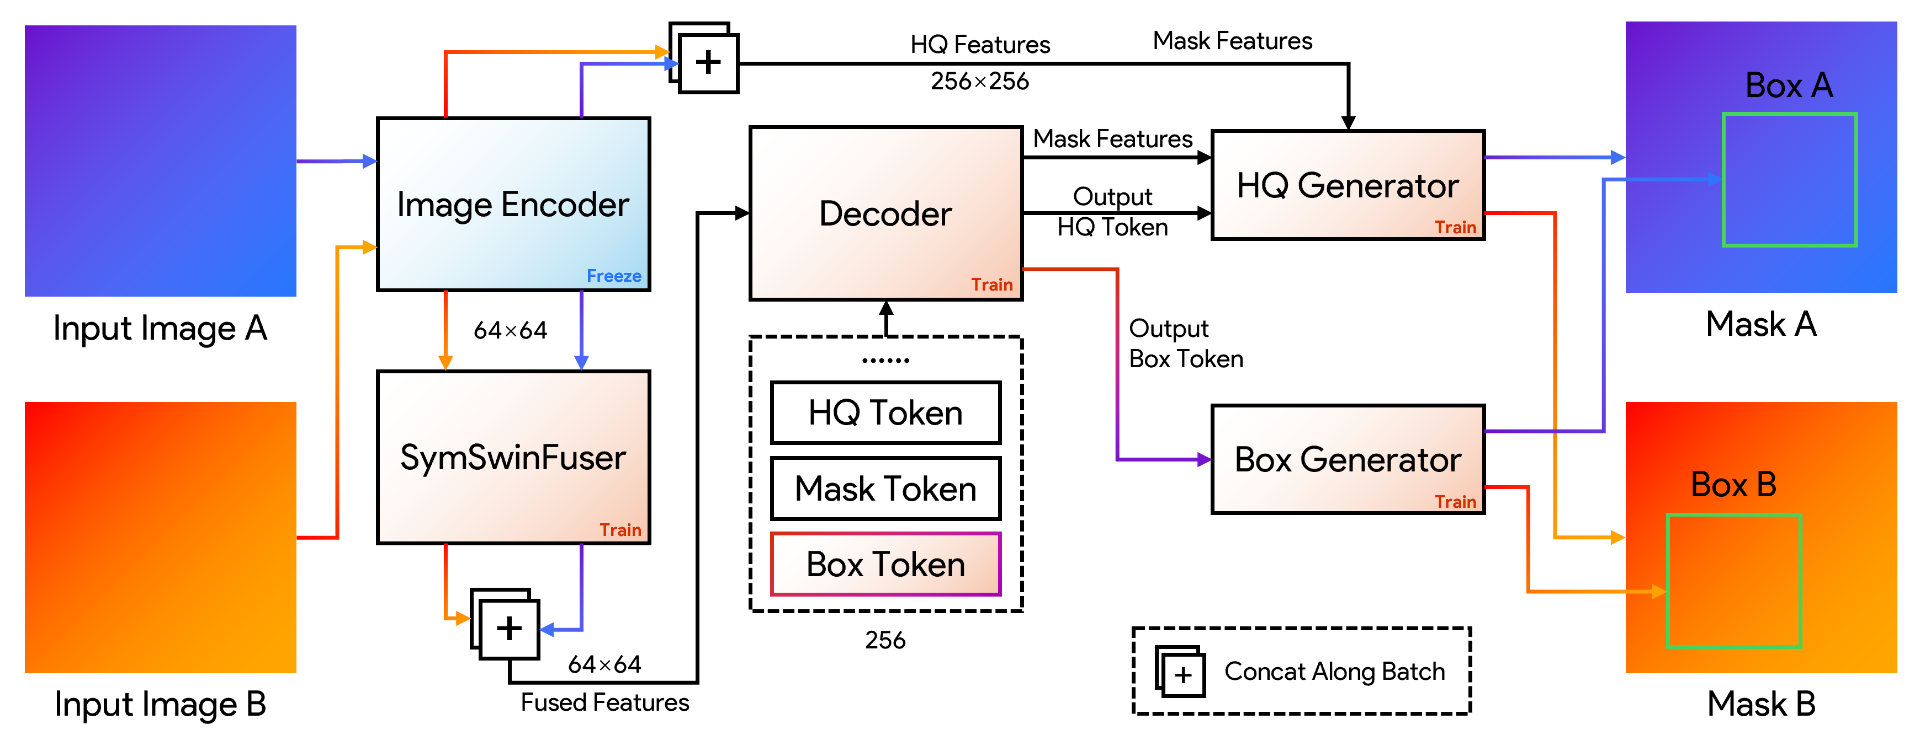 Input Image A
Input Image B
Image Encoder
Freeze
64×64
SymSwinFuser
Train
+
64×64
Fused Features
+
HQ Features
256×256
Mask Features
Decoder
Train
......
HQ Token
Mask Token
Box Token
256
Mask Features
Output
HQ Token
Output
Box Token
HQ Generator
Train
Box Generator
Train
+
Concat Along Batch
Box A
Mask A
Box B
Mask B